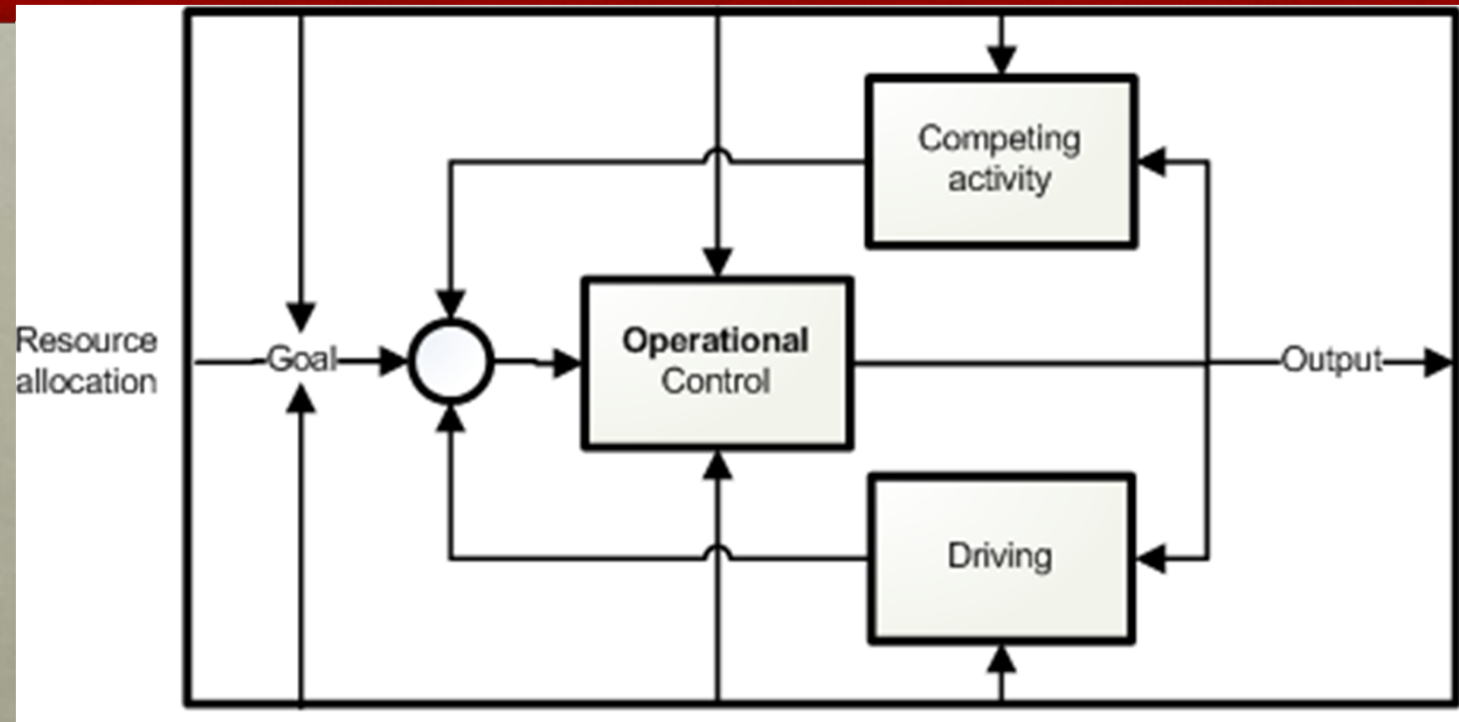 Competing
activity
Resource
allocation
Goal
Operational
Control
Output
Driving